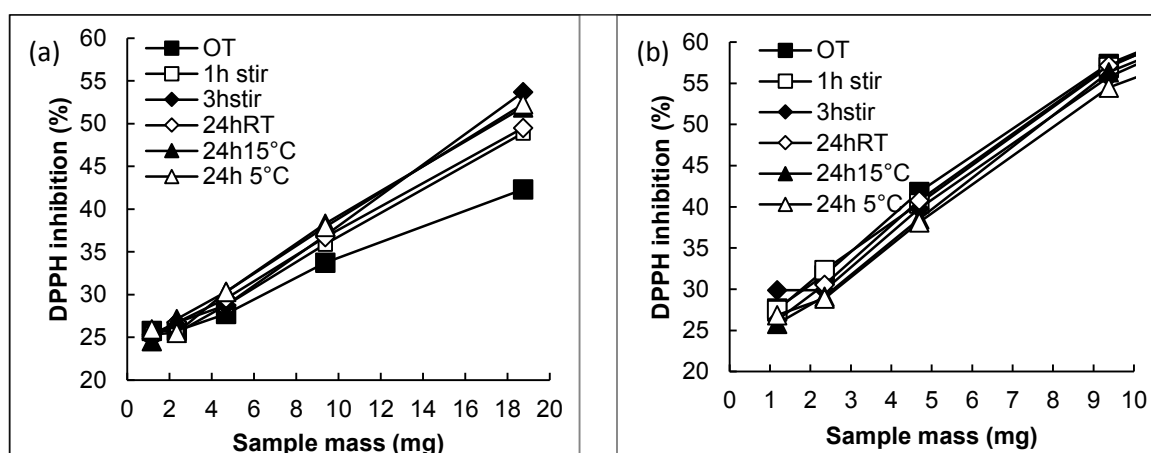 (a)
60
55
50
45
40
35
30
25
20
DPPH inhibition (%)
OT
1h stir
3hstir
24hRT
24h15°C
24h 5°C
0 2 4 6 8 10 12 14 16 18 20
Sample mass (mg)
(b)
60
55
50
45
40
35
30
25
20
DPPH inhibition (%)
OT
1h stir
3hstir
24hRT
24h15°C
24h 5°C
0 1 2 3 4 5 6 7 8 9 10
Sample mass (mg)